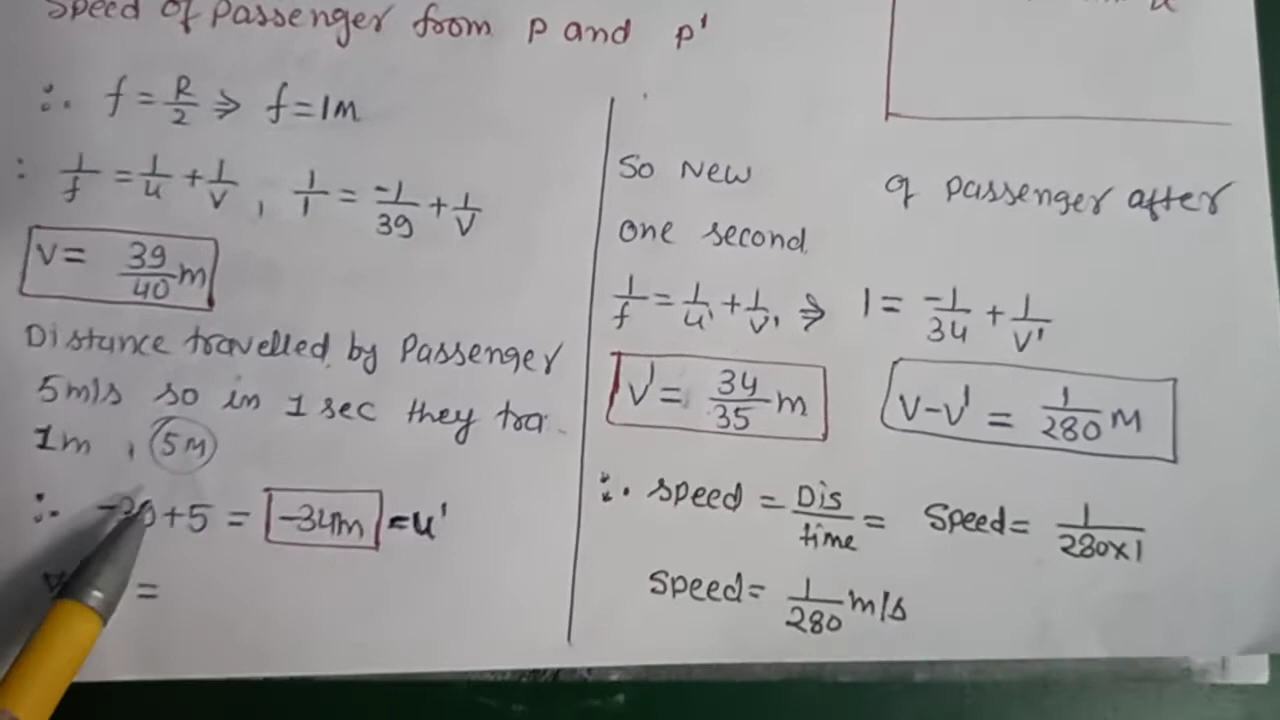 Speed of Passenger from P and P'
∴ f = R/2 ⇒ f = 1m
: 1/f = 1/u + 1/v , 1/1 = -1/39 + 1/v
v = 39/40 m
Distance travelled by Passenger
5m/s so in 1 sec they tra
1m , 5M
∴ +5 = -34m = u'
=
So New of passenger after
one second
1/f = 1/u' + 1/v' ⇒ 1 = -1/34 + 1/v'
v' = 34/35 m v-v' = 1/280 M
∴ speed = Dis/time = Speed = 1/280×1
Speed = 1/280 m/s